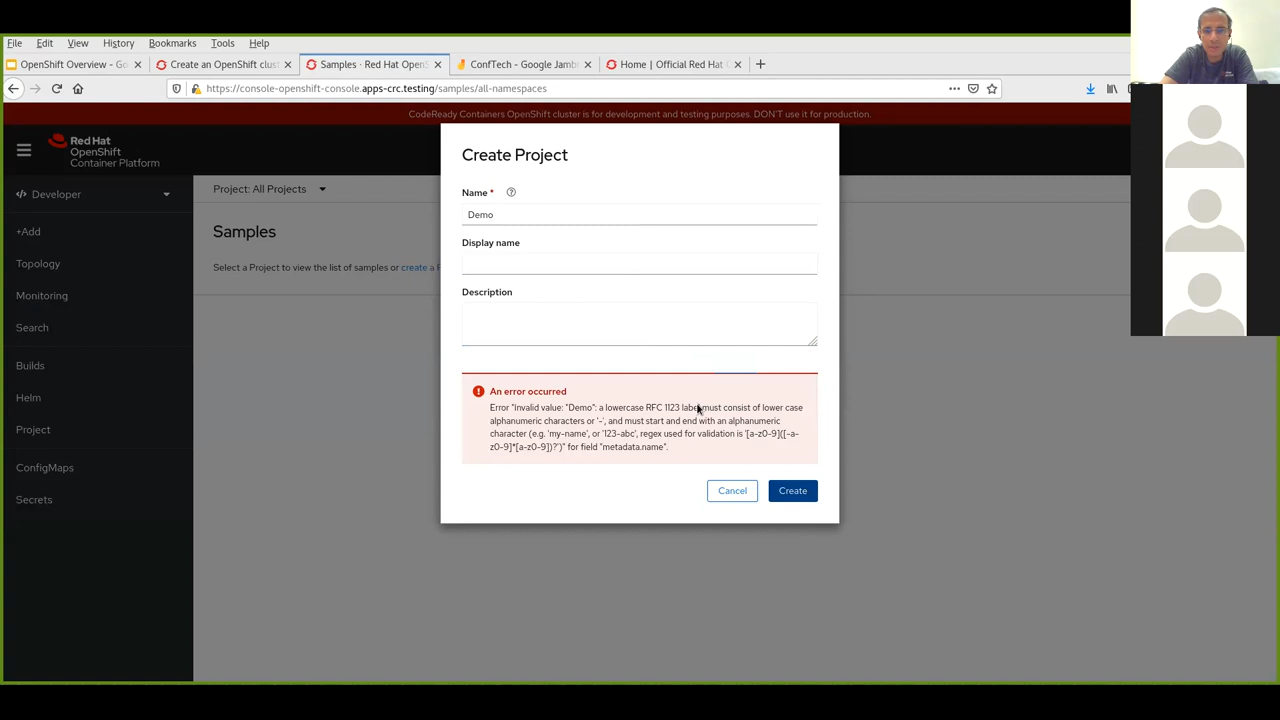 File Edit View History Bookmarks Tools Help
OpenShift Overview - Go
Create an OpenShift clust
Samples · Red Hat OpenS
ConfTech - Google Jamb
Home | Official Red Hat C
https://console-openshift-console.apps-crc.testing/samples/all-namespaces
CodeReady Containers OpenShift cluster is for development and testing purposes. DON'T use it for production.
Red Hat
OpenShift
Container Platform
Developer
+Add
Topology
Monitoring
Search
Builds
Helm
Project
ConfigMaps
Secrets
Project: All Projects
Samples
Select a Project to view the list of samples or create a P
Create Project
Name *
Demo
Display name
Description
An error occurred
Error "Invalid value: "Demo": a lowercase RFC 1123 label must consist of lower case
alphanumeric characters or '-', and must start and end with an alphanumeric
character (e.g. 'my-name', or '123-abc', regex used for validation is '[a-z0-9]([-a-
z0-9]*[a-z0-9])?')" for field "metadata.name".
Cancel
Create